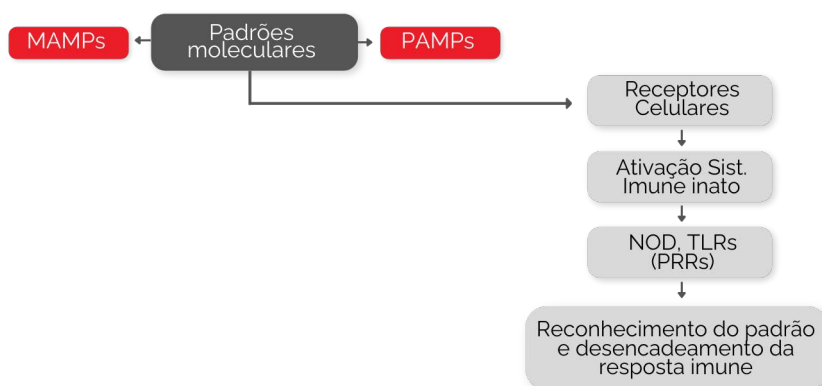 MAMPs
Padrões
moleculares
PAMPs
Receptores
Celulares
Ativação Sist.
Imune inato
NOD, TLRs
(PRRs)
Reconhecimento do padrão
e desencadeamento da
resposta imune